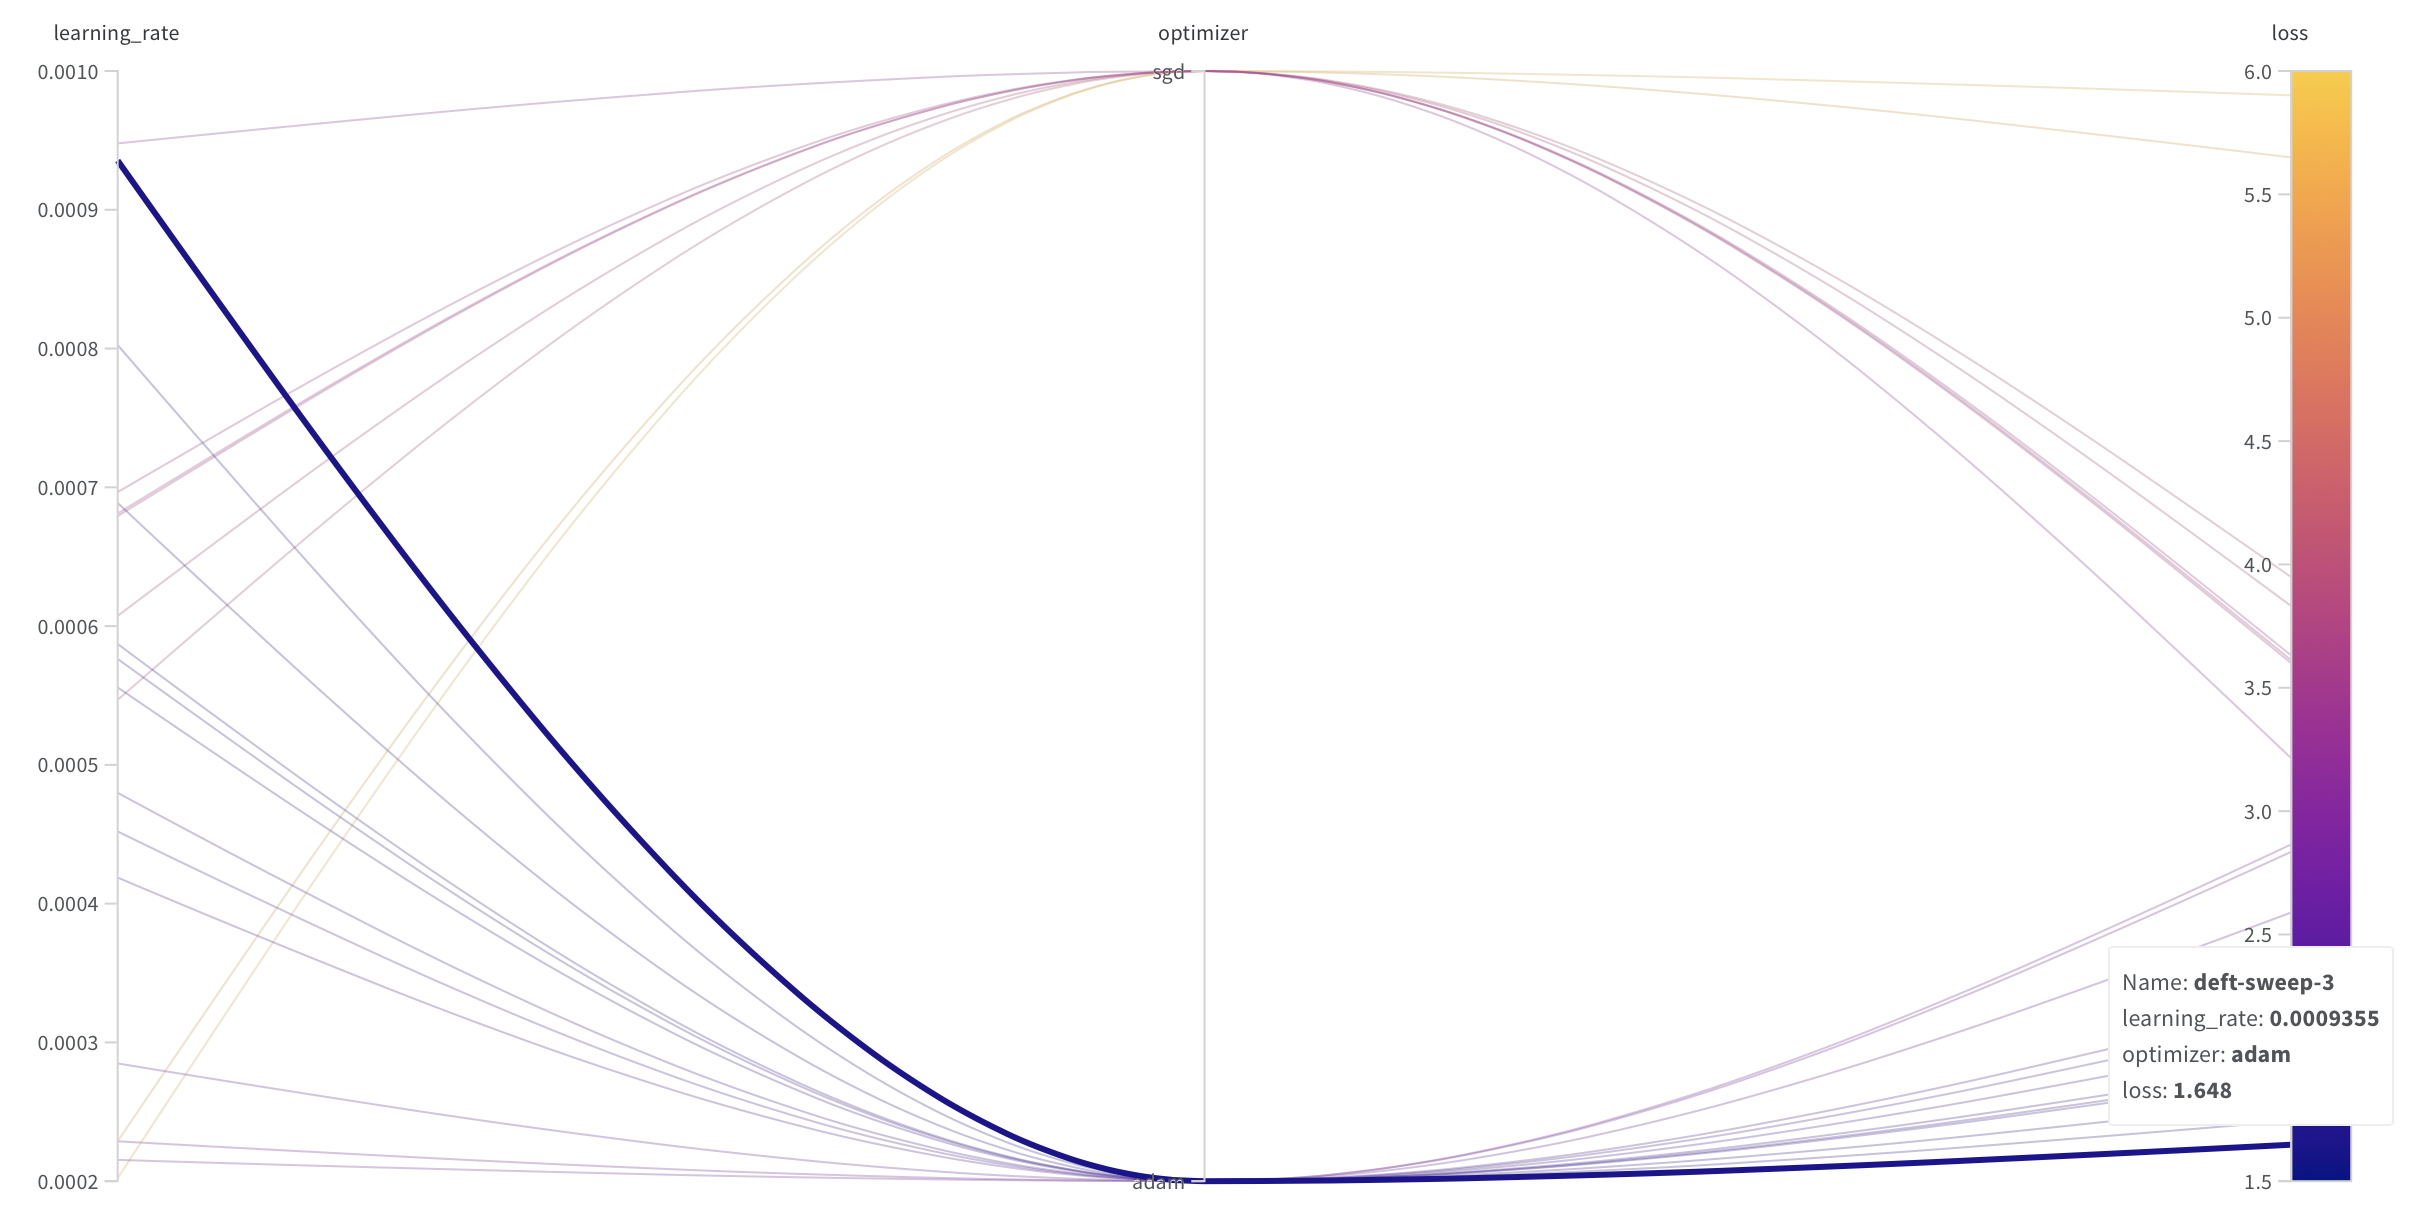 learning_rate
optimizer
loss
0.0010
0.0009
0.0008
0.0007
0.0006
0.0005
0.0004
0.0003
0.0002
sgd
adam
6.0
5.5
5.0
4.5
4.0
3.5
3.0
2.5
1.5
Name: deft-sweep-3
learning_rate: 0.0009355
optimizer: adam
loss: 1.648